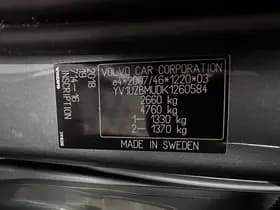 VOLVO CAR CORPORATION
e4*2007/46*1220*03
YV1UZBMUDK1260584
2660 kg
4760 kg
1- 1330 kg
2- 1370 kg
MADE IN SWEDEN
2018
INSCRIPTION